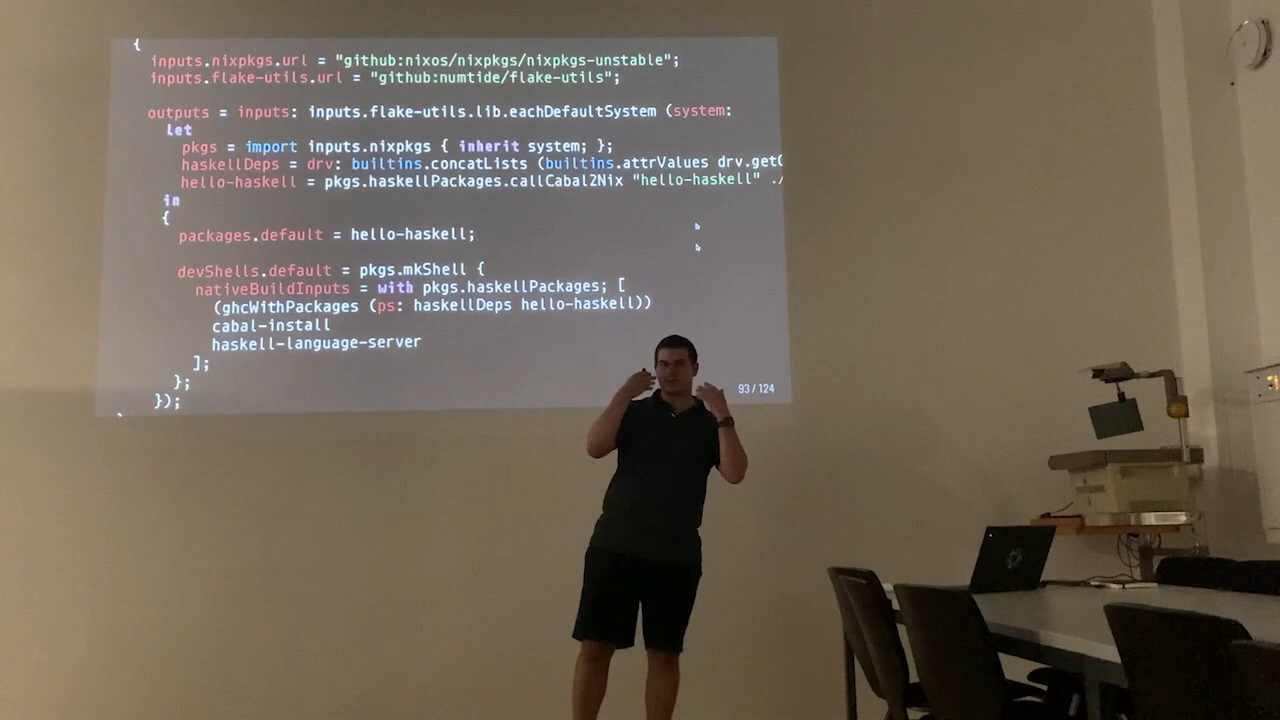 {
inputs.nixpkgs.url = "github:nixos/nixpkgs/nixpkgs-unstable";
inputs.flake-utils.url = "github:numtide/flake-utils";
outputs = inputs: inputs.flake-utils.lib.eachDefaultSystem (system:
let
pkgs = import inputs.nixpkgs { inherit system; };
haskellDeps = drv: builtins.concatLists (builtins.attrValues drv.getC
hello-haskell = pkgs.haskellPackages.callCabal2Nix "hello-haskell" ./
in
{
packages.default = hello-haskell;
devShells.default = pkgs.mkShell {
nativeBuildInputs = with pkgs.haskellPackages; [
(ghcWithPackages (ps: haskellDeps hello-haskell))
cabal-install
haskell-language-server
];
};
});
93 / 124